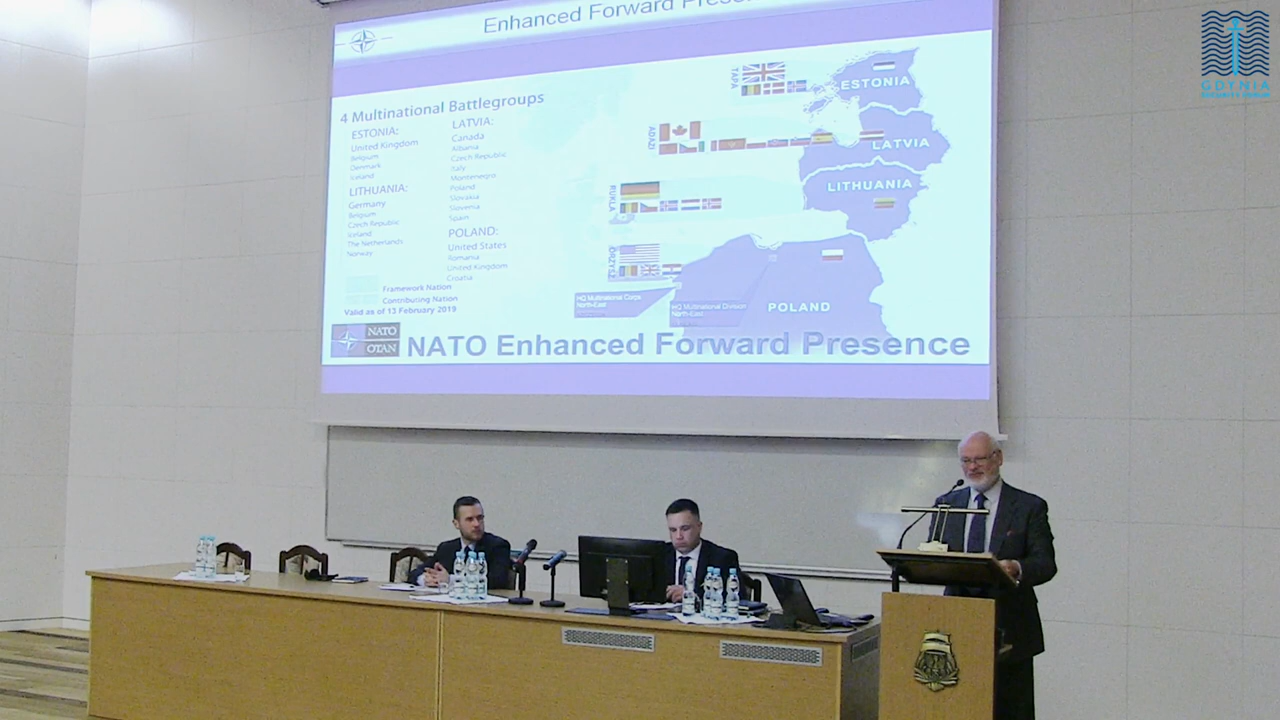 Enhanced Forward
4 Multinational Battlegroups
ESTONIA:
United Kingdom
Belgium
Denmark
Iceland
LITHUANIA:
Germany
Belgium
Czech Republic
Iceland
The Netherlands
Norway
LATVIA:
Canada
Albania
Czech Republic
Italy
Montenegro
Poland
Slovakia
Slovenia
Spain
POLAND:
United States
Romania
United Kingdom
Croatia
Framework Nation
Contributing Nation
Valid as of 13 February 2019
TAPA
ESTONIA
ADAZI
LATVIA
RUKLA
LITHUANIA
ORZYSZ
HQ Multinational Corps
North-East
HQ Multinational Division
North-East
POLAND
NATO
OTAN
NATO Enhanced Forward Presence
GDYNIA